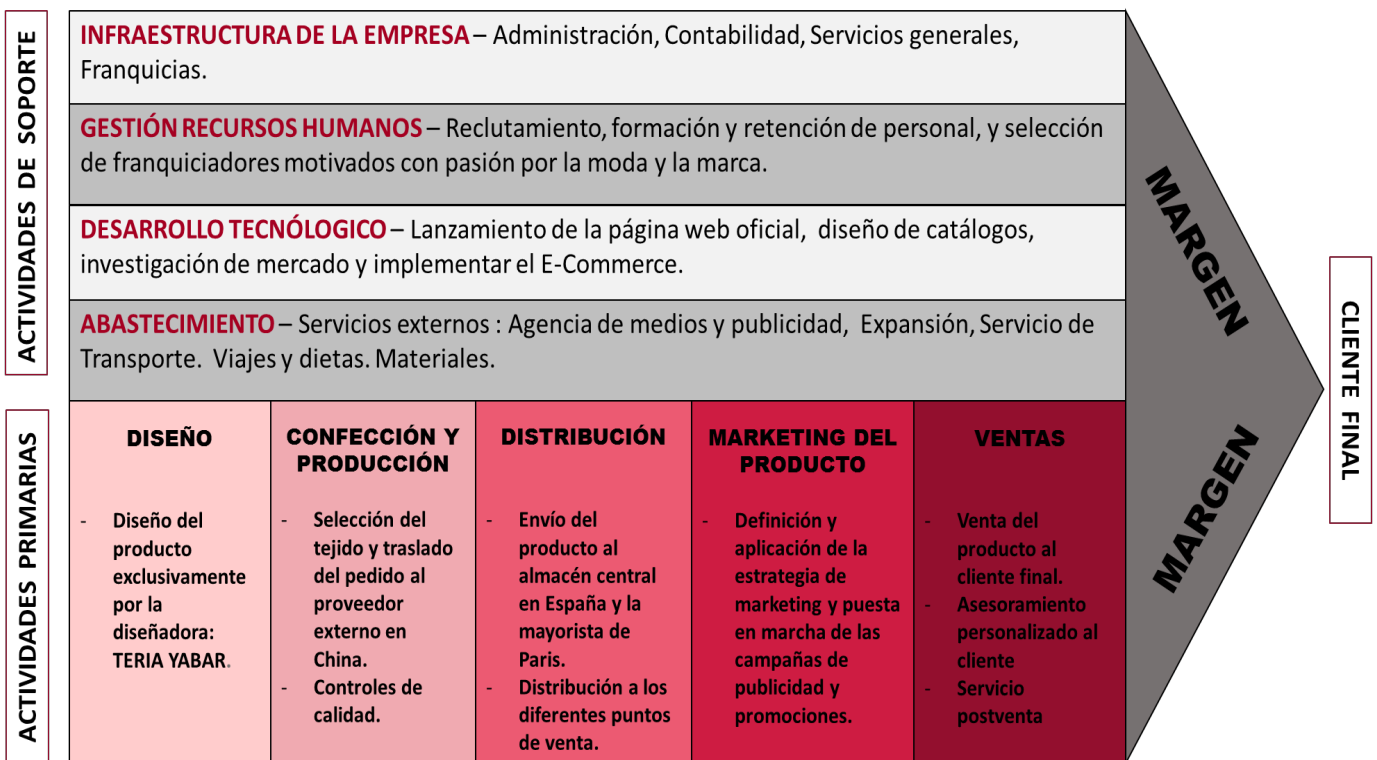 ACTIVIDADES DE SOPORTE
INFRAESTRUCTURA DE LA EMPRESA – Administración, Contabilidad, Servicios generales,
Franquicias.
GESTIÓN RECURSOS HUMANOS – Reclutamiento, formación y retención de personal, y selección
de franquiciadores motivados con pasión por la moda y la marca.
DESARROLLO TECNÓLOGICO – Lanzamiento de la página web oficial, diseño de catálogos,
investigación de mercado y implementar el E-Commerce.
ABASTECIMIENTO – Servicios externos : Agencia de medios y publicidad, Expansión, Servicio de
Transporte. Viajes y dietas. Materiales.
ACTIVIDADES PRIMARIAS
DISEÑO
- Diseño del
producto
exclusivamente
por la
diseñadora:
TERIA YABAR.
CONFECCIÓN Y
PRODUCCIÓN
- Selección del
tejido y traslado
del pedido al
proveedor
externo en
China.
- Controles de
calidad.
DISTRIBUCIÓN
- Envío del
producto al
almacén central
en España y la
mayorista de
Paris.
- Distribución a los
diferentes puntos
de venta.
MARKETING DEL
PRODUCTO
- Definición y
aplicación de la
estrategia de
marketing y puesta
en marcha de las
campañas de
publicidad y
promociones.
VENTAS
- Venta del
producto al
cliente final.
- Asesoramiento
personalizado al
cliente
- Servicio
postventa
MARGEN
MARGEN
CLIENTE FINAL